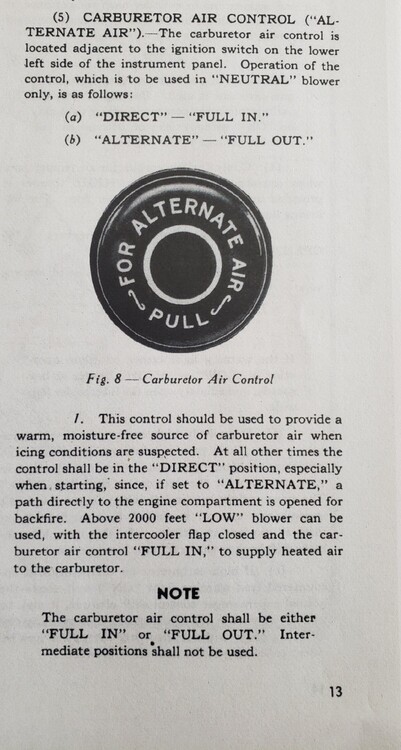 (5) CARBURETOR AIR CONTROL ("AL-
TERNATE AIR").—The carburetor air control is
located adjacent to the ignition switch on the lower
left side of the instrument panel. Operation of the
control, which is to be used in "NEUTRAL" blower
only, is as follows:
(a) "DIRECT" — "FULL IN."
(b) "ALTERNATE" — "FULL OUT."
FOR ALTERNATE AIR
PULL
Fig. 8 — Carburetor Air Control
1. This control should be used to provide a
warm, moisture-free source of carburetor air when
icing conditions are suspected. At all other times the
control shall be in the "DIRECT" position, especially
when starting, since, if set to "ALTERNATE," a
path directly to the engine compartment is opened for
backfire. Above 2000 feet "LOW" blower can be
used, with the intercooler flap closed and the car-
buretor air control "FULL IN," to supply heated air
to the carburetor.
NOTE
The carburetor air control shall be either
"FULL IN" or "FULL OUT." Inter-
mediate positions shall not be used.
13